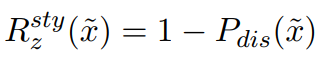 $R_z^{sty}(\tilde{x}) = 1 - P_{dis}(\tilde{x})$